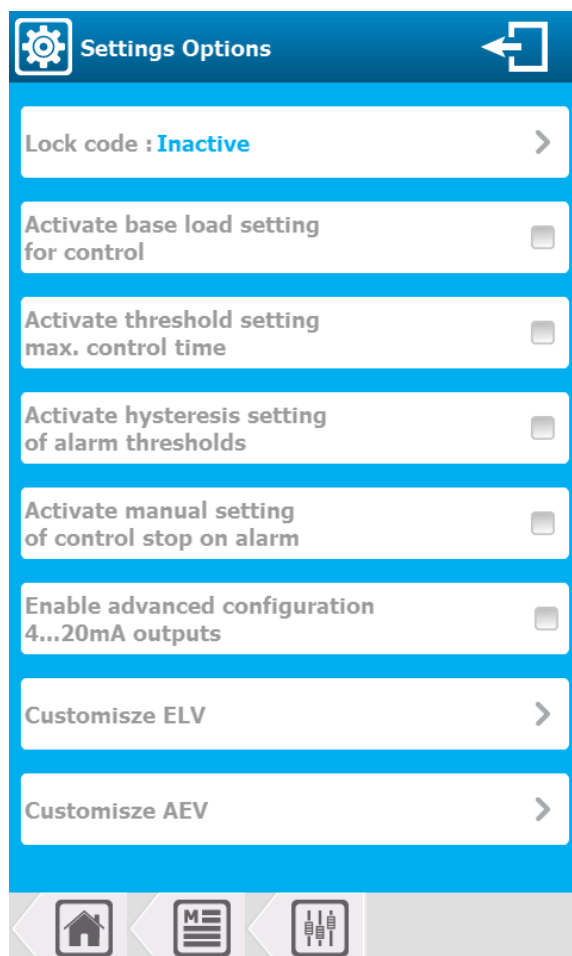 Settings Options
Lock code : Inactive
Activate base load setting
for control
Activate threshold setting
max. control time
Activate hysteresis setting
of alarm thresholds
Activate manual setting
of control stop on alarm
Enable advanced configuration
4...20mA outputs
Customisze ELV
Customisze AEV
M